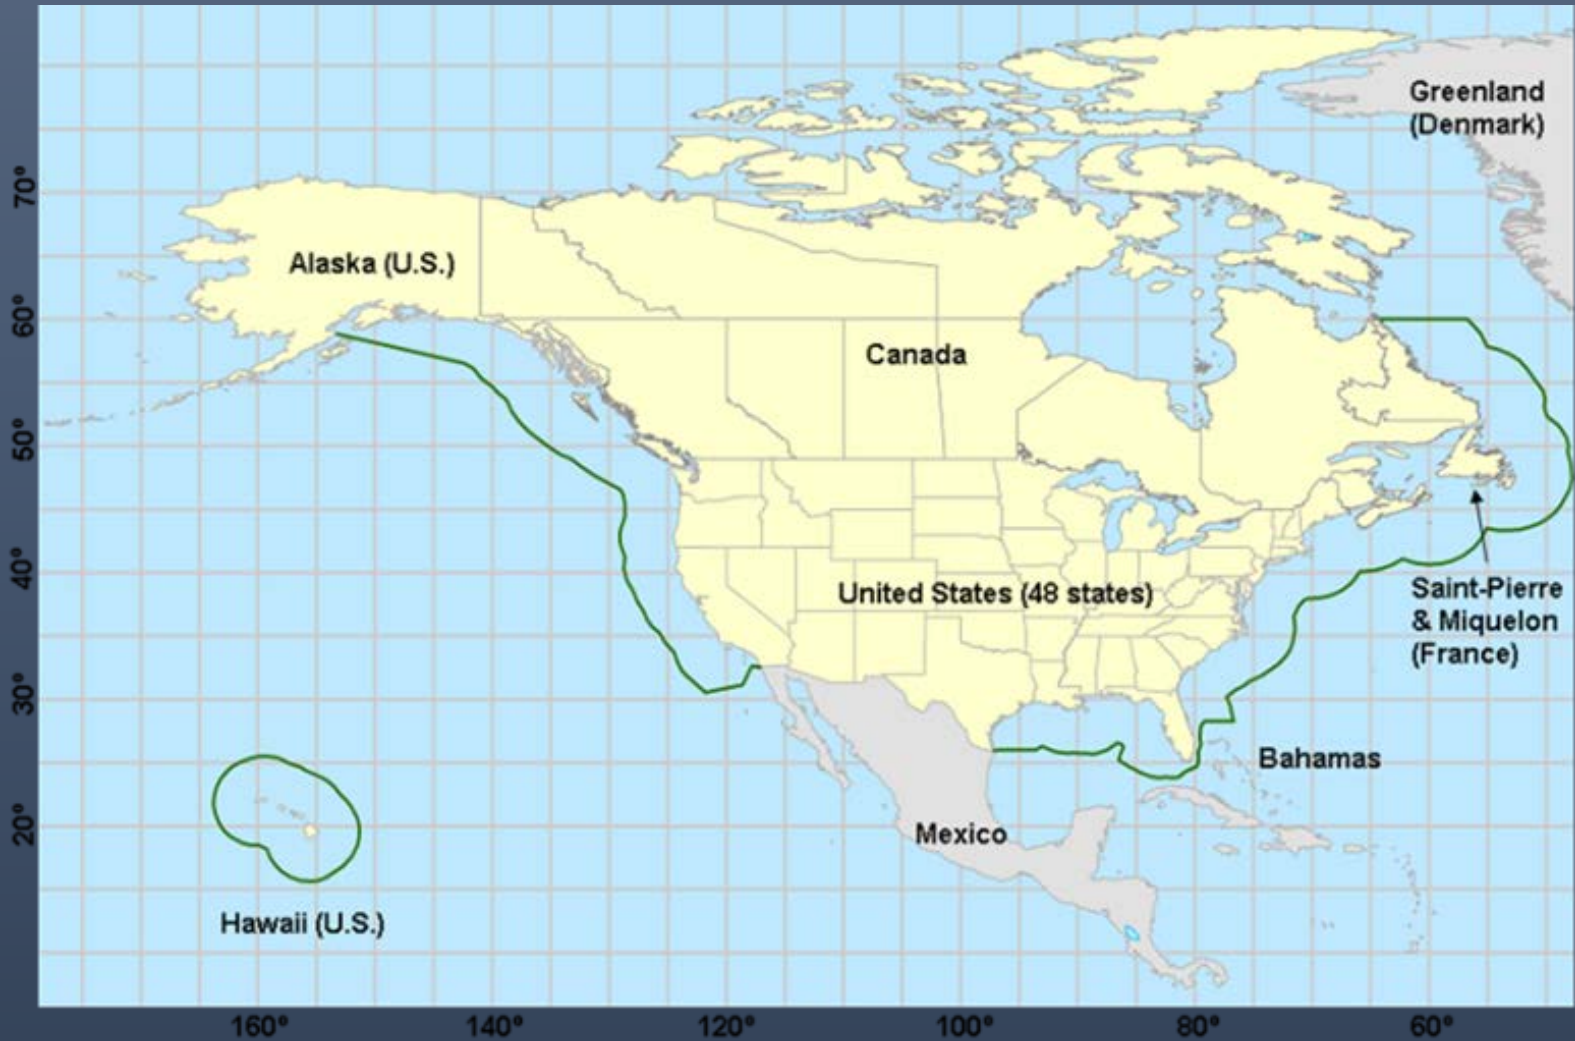 Greenland
(Denmark)
70°
Alaska (U.S.)
60°
Canada
50°
40°
United States (48 states)
Saint-Pierre
& Miquelon
(France)
30°
Bahamas
20°
Mexico
Hawaii (U.S.)
160°
140°
120°
100°
80°
60°